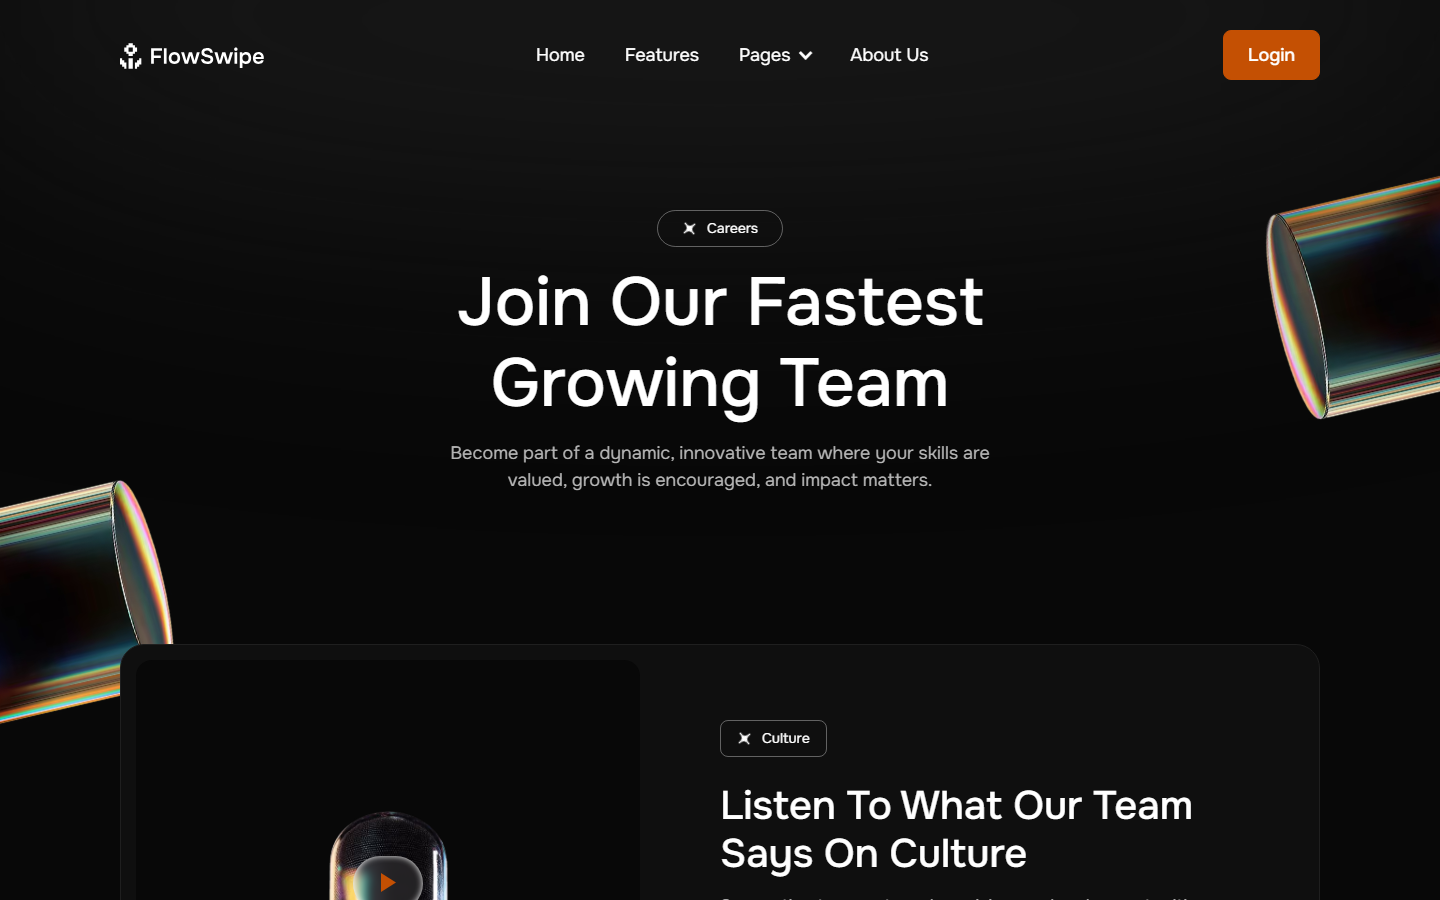 FlowSwipe
Home
Features
Pages
About Us
Login
Careers
Join Our Fastest
Growing Team
Become part of a dynamic, innovative team where your skills are
valued, growth is encouraged, and impact matters.
Culture
Listen To What Our Team
Says On Culture